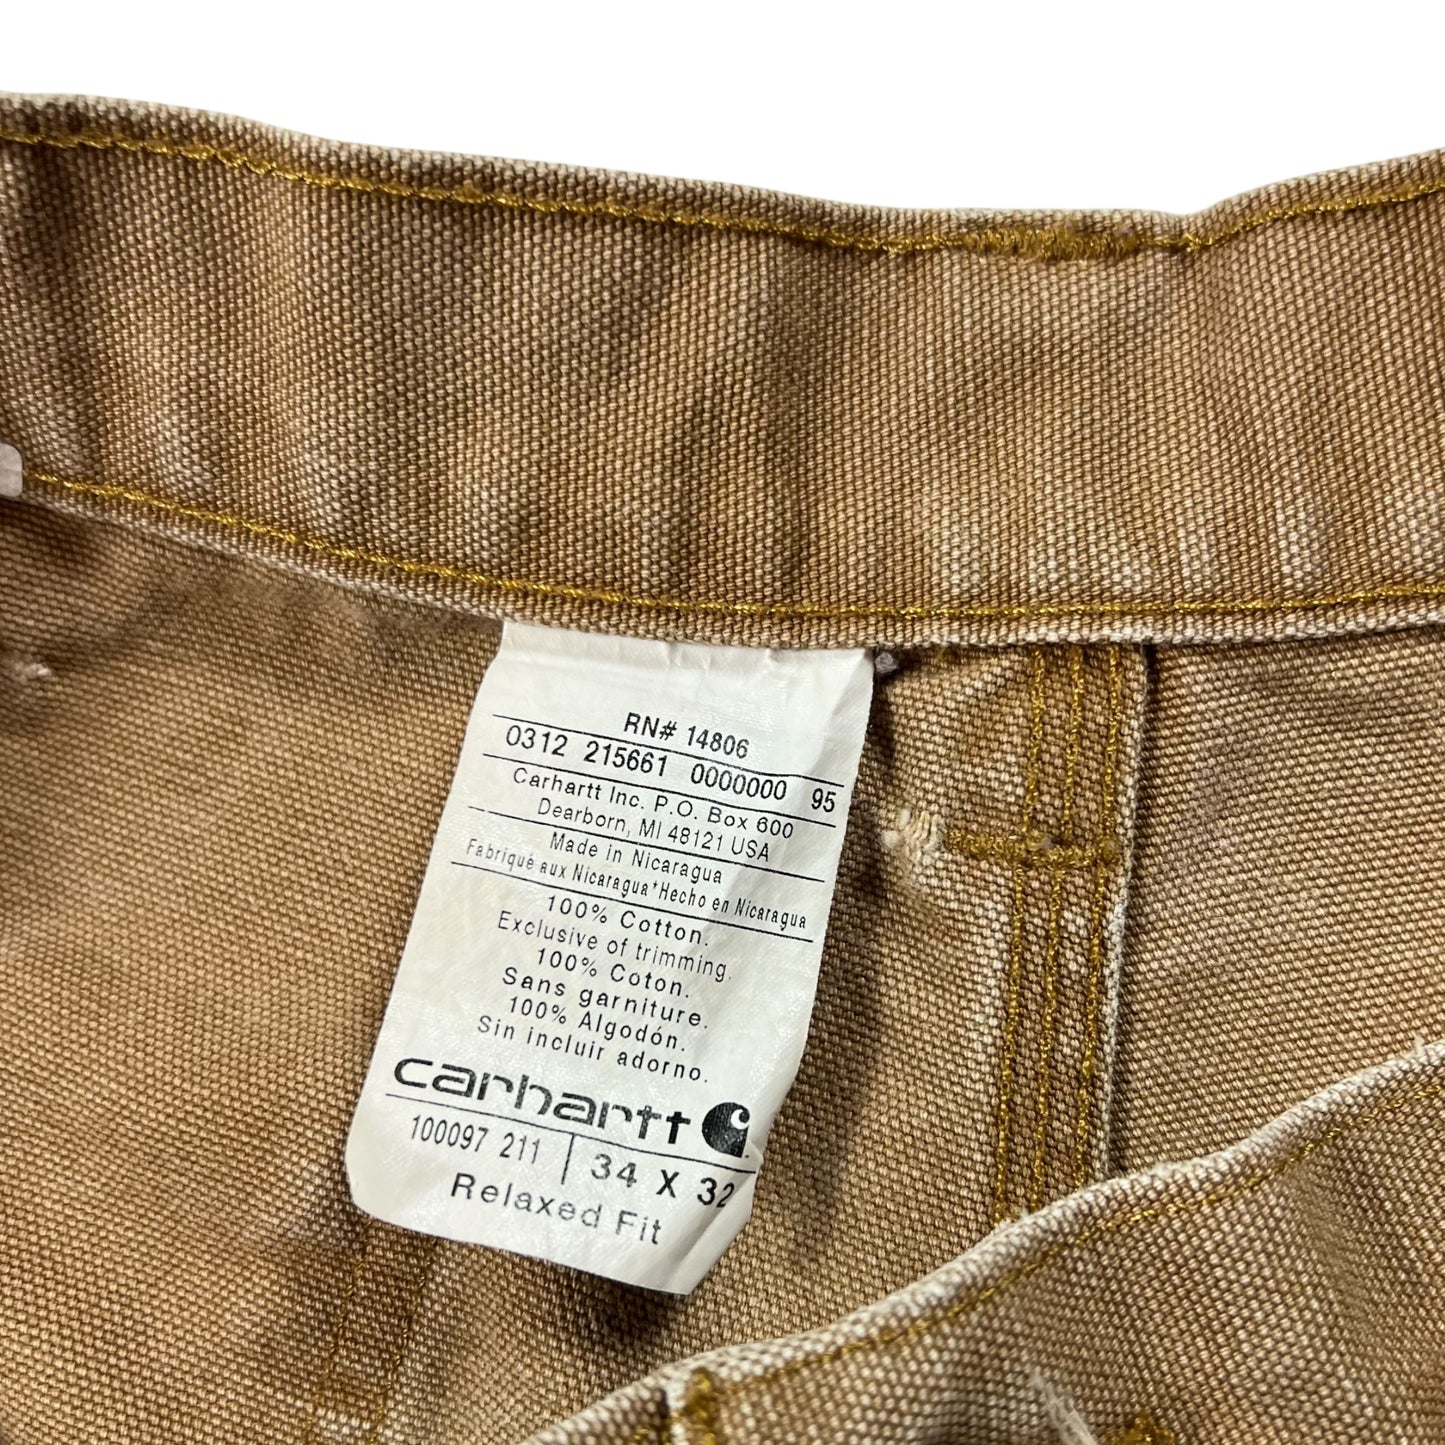 RN# 14806
0312 215661 0000000 95
Carhartt Inc. P.O. Box 600
Dearborn, MI 48121 USA
Made in Nicaragua
Fabriqué aux Nicaragua*Hecho en Nicaragua
100% Cotton.
Exclusive of trimming.
100% Coton.
Sans garniture.
100% Algodón.
Sin incluir adorno.
carhartt
100097 211 | 34 X 32
Relaxed Fit